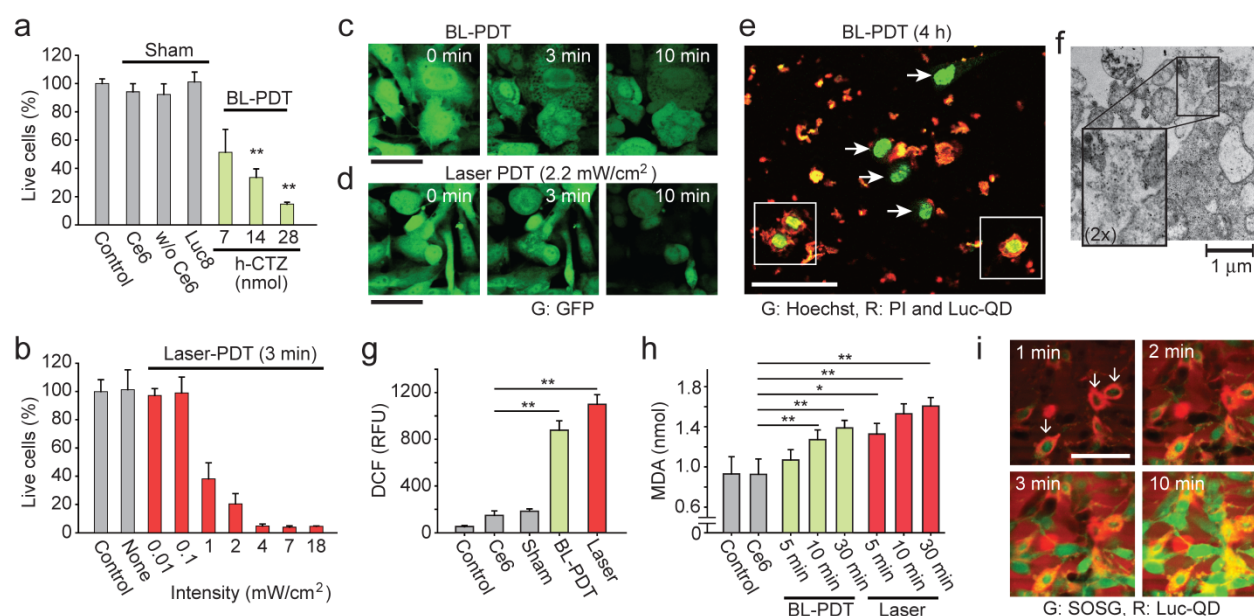 a
Sham
BL-PDT
**
**
Live cells (%)
120
100
80
60
40
20
0
Control
Ce6
w/o Ce6
Luc8
7
14
28
h-CTZ
(nmol)
b
Laser-PDT (3 min)
Live cells (%)
120
100
80
60
40
20
0
Control
None
0.01
0.1
1
2
4
7
18
Intensity (mW/cm²)
c
BL-PDT
0 min
3 min
10 min
d
Laser PDT (2.2 mW/cm²)
0 min
3 min
10 min
G: GFP
e
BL-PDT (4 h)
G: Hoechst, R: PI and Luc-QD
f
(2x)
1 µm
g
**
**
DCF (RFU)
1200
800
400
0
Control
Ce6
Sham
BL-PDT
Laser
h
**
**
*
**
**
MDA (nmol)
1.8
1.4
1.0
0.6
0
Control
Ce6
5 min
10 min
30 min
5 min
10 min
30 min
BL-PDT
Laser
i
1 min
2 min
3 min
10 min
G: SOSG, R: Luc-QD